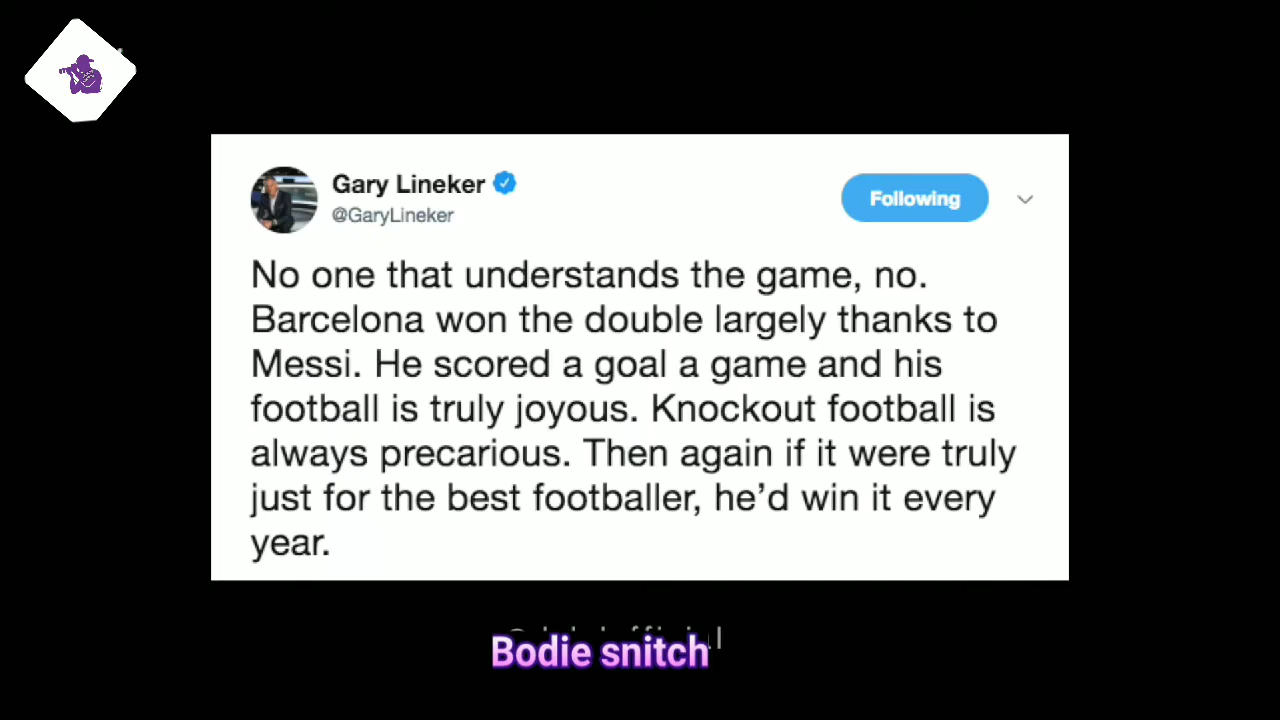 Gary Lineker
@GaryLineker
Following
No one that understands the game, no.
Barcelona won the double largely thanks to
Messi. He scored a goal a game and his
football is truly joyous. Knockout football is
always precarious. Then again if it were truly
just for the best footballer, he’d win it every
year.
Bodie snitch